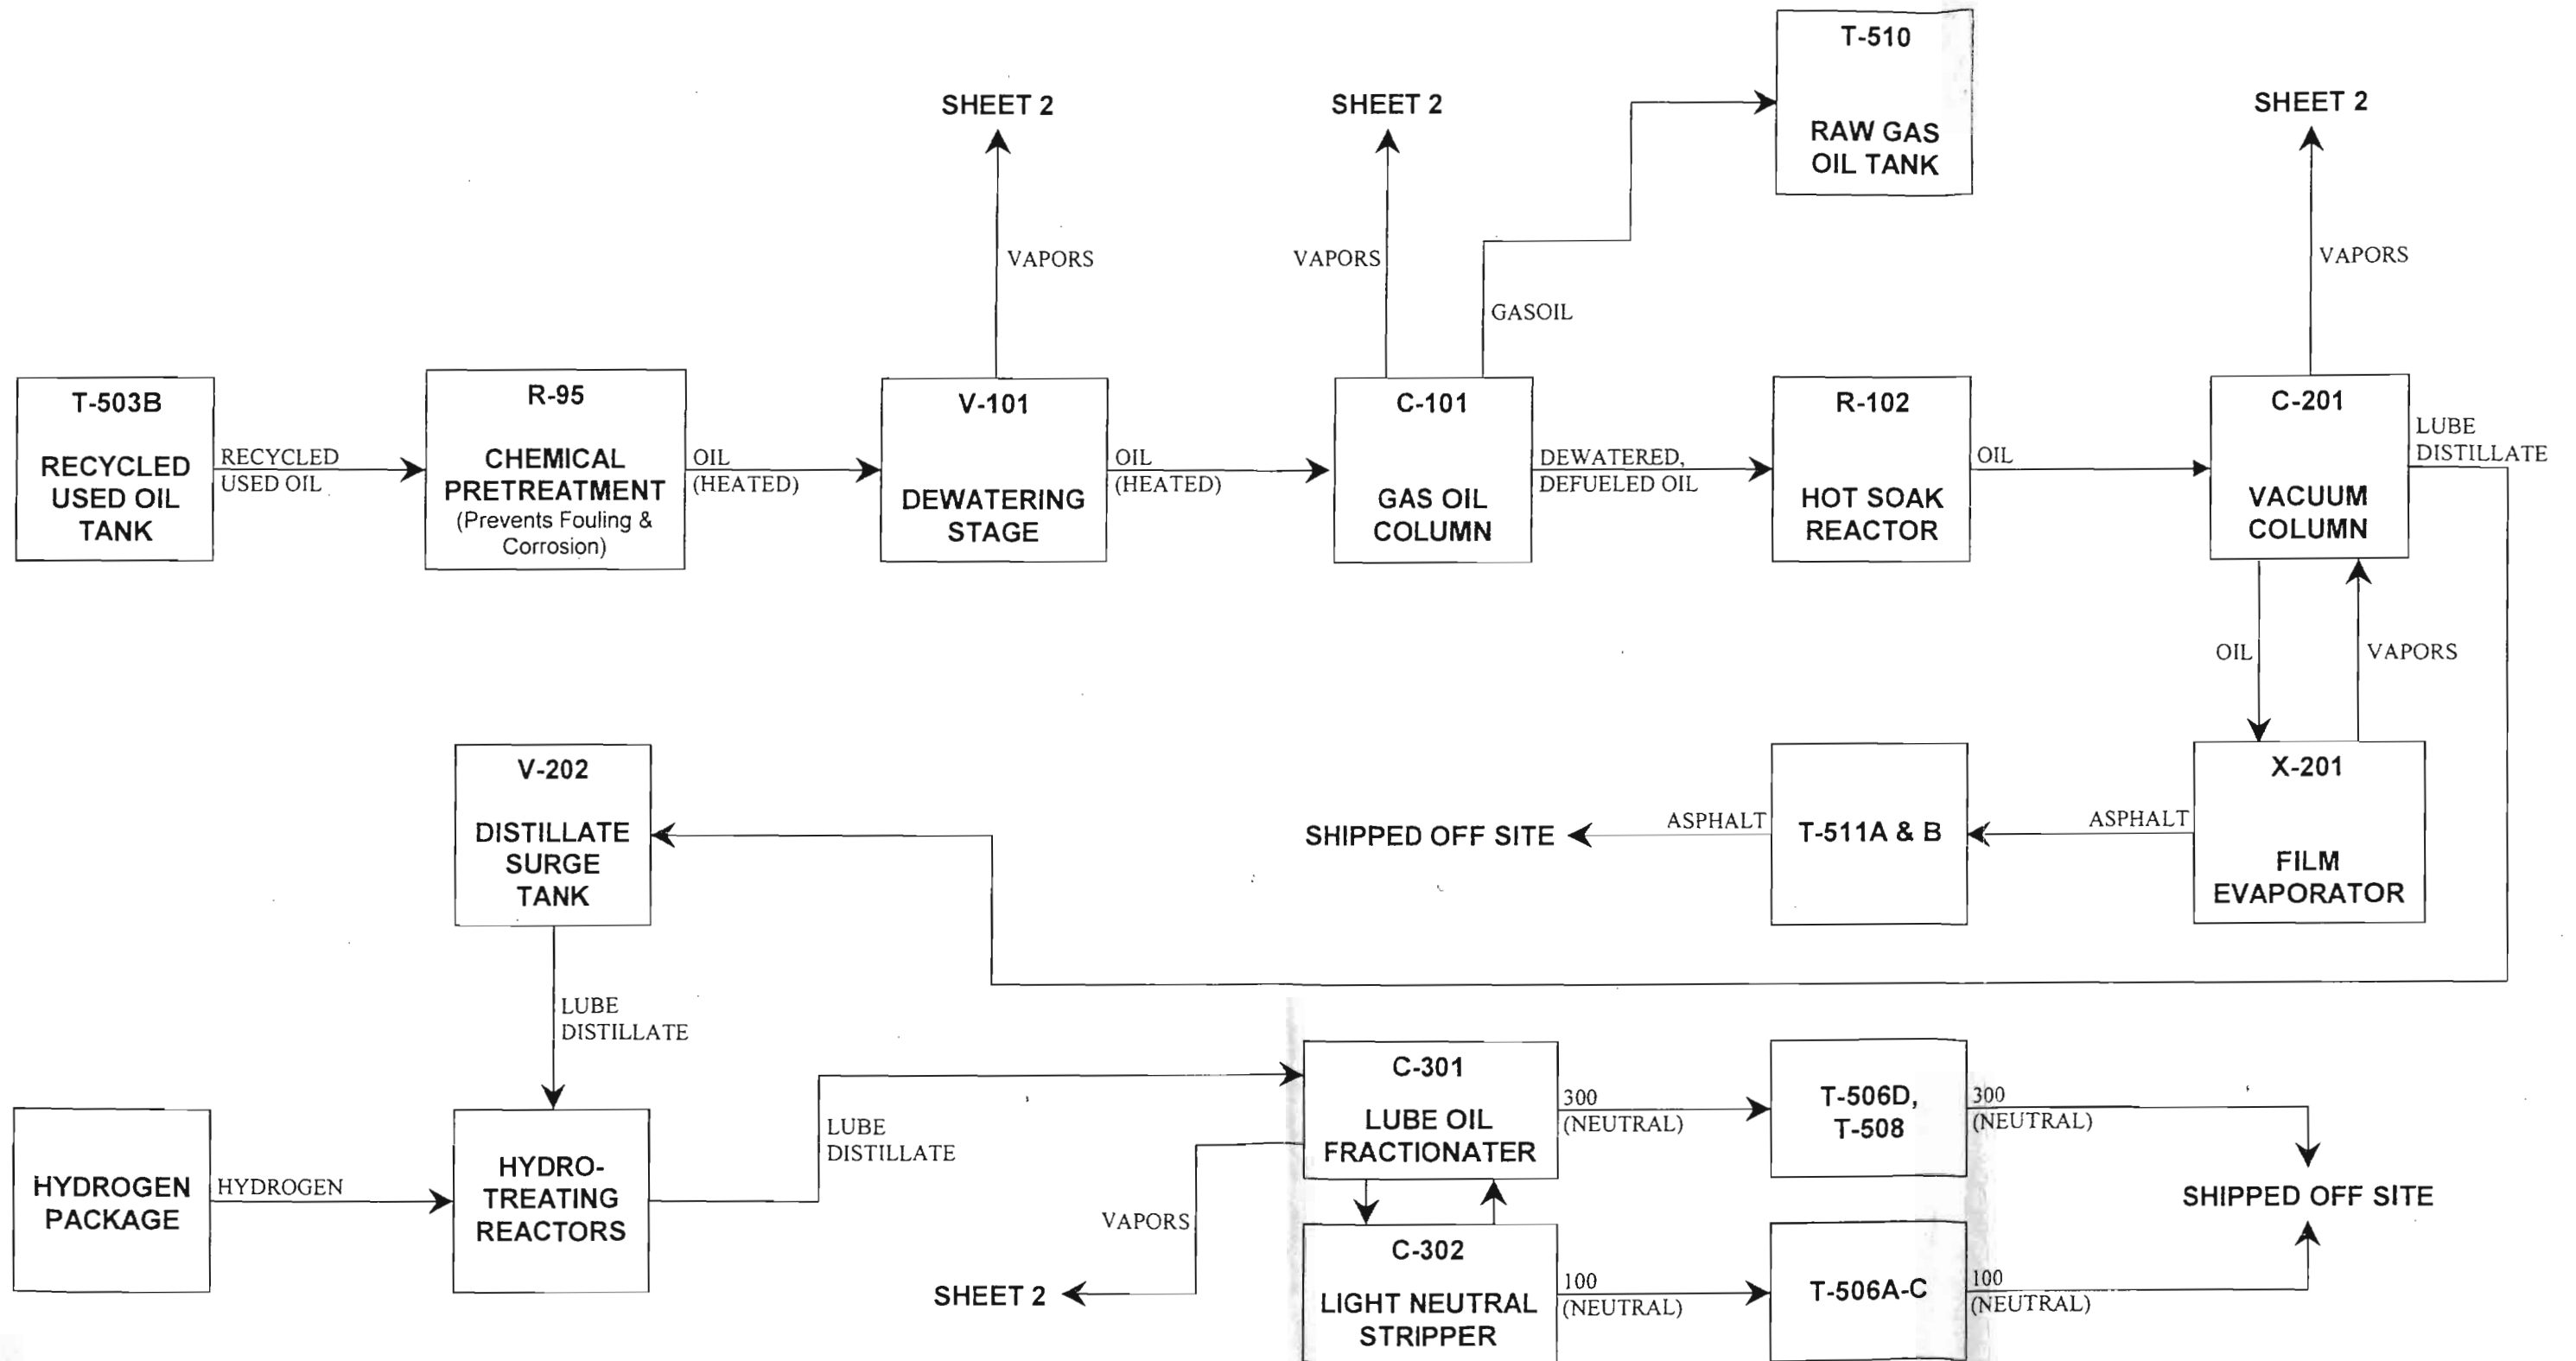 T-510
RAW GAS
OIL TANK
SHEET 2
SHEET 2
SHEET 2
VAPORS
VAPORS
GASOIL
VAPORS
T-503B
RECYCLED
USED OIL
TANK
RECYCLED
USED OIL
R-95
CHEMICAL
PRETREATMENT
(Prevents Fouling &
Corrosion)
OIL
(HEATED)
V-101
DEWATERING
STAGE
OIL
(HEATED)
C-101
GAS OIL
COLUMN
DEWATERED,
DEFUELED OIL
R-102
HOT SOAK
REACTOR
OIL
C-201
VACUUM
COLUMN
LUBE
DISTILLATE
OIL
VAPORS
V-202
DISTILLATE
SURGE
TANK
SHIPPED OFF SITE
ASPHALT
T-511A & B
ASPHALT
X-201
FILM
EVAPORATOR
LUBE
DISTILLATE
HYDROGEN
PACKAGE
HYDROGEN
HYDRO-
TREATING
REACTORS
LUBE
DISTILLATE
VAPORS
SHEET 2
C-301
LUBE OIL
FRACTIONATER
300
(NEUTRAL)
T-506D,
T-508
300
(NEUTRAL)
SHIPPED OFF SITE
C-302
LIGHT NEUTRAL
STRIPPER
100
(NEUTRAL)
T-506A-C
100
(NEUTRAL)